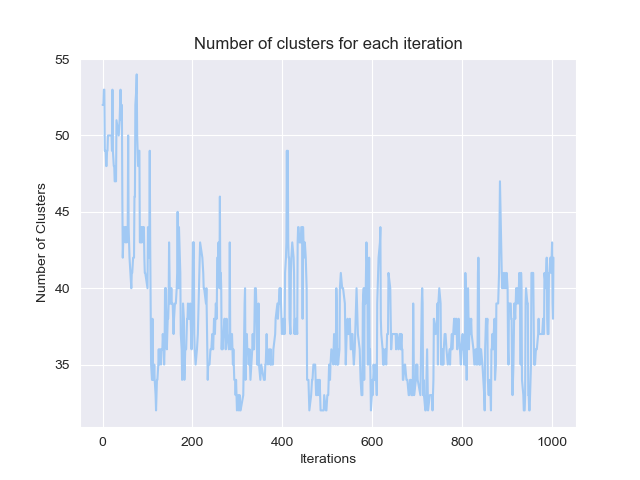 Number of clusters for each iteration
55
50
45
40
35
Number of Clusters
0 200 400 600 800 1000
Iterations